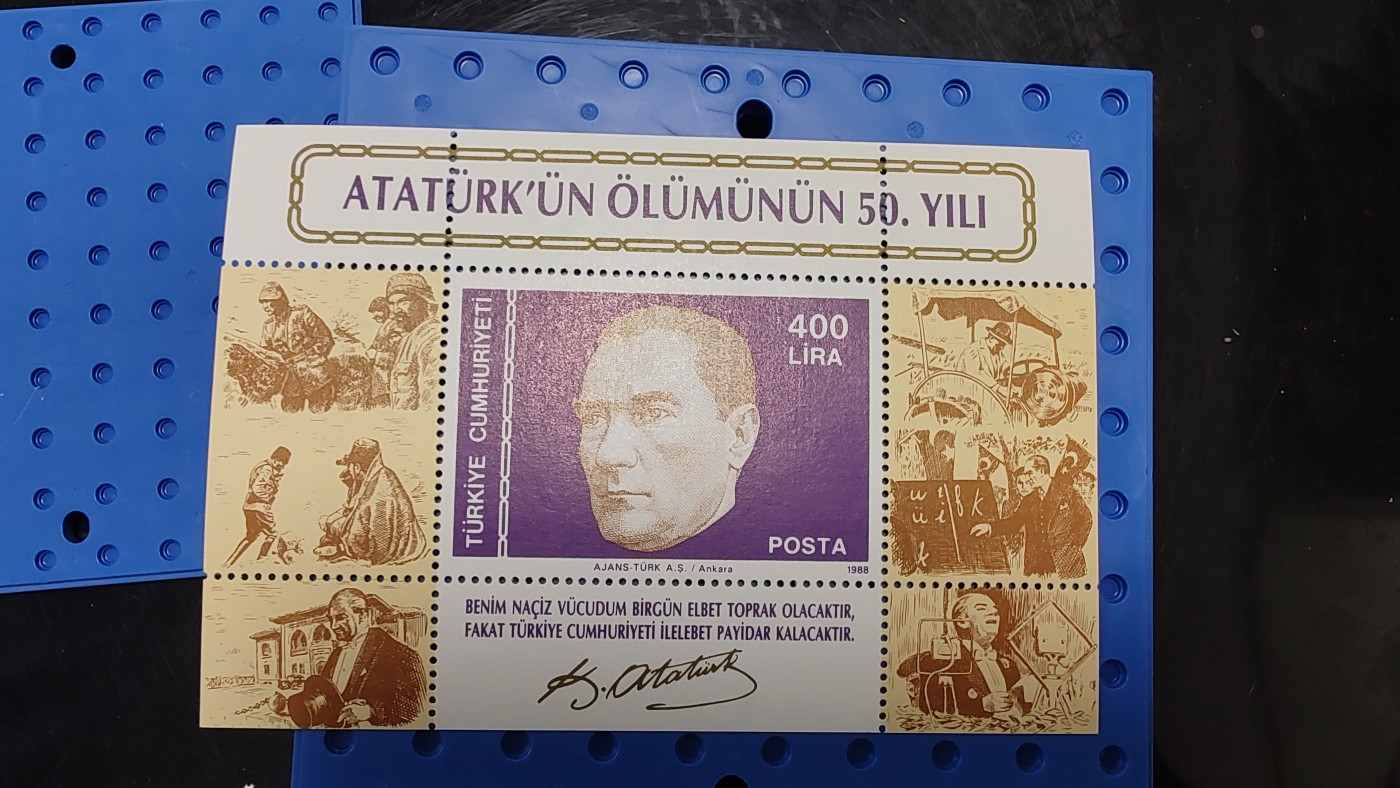 ATATÜRK'ÜN ÖLÜMÜNÜN 50. YILI
TÜRKİYE CUMHURİYETİ
400
LİRA
POSTA
AJANS-TÜRK A.Ş. / Ankara
1988
BENİM NAÇİZ VÜCUDUM BİRGÜN ELBET TOPRAK OLACAKTIR,
FAKAT TÜRKİYE CUMHURİYETİ İLELEBET PAYİDAR KALACAKTIR.
K. Atatürk